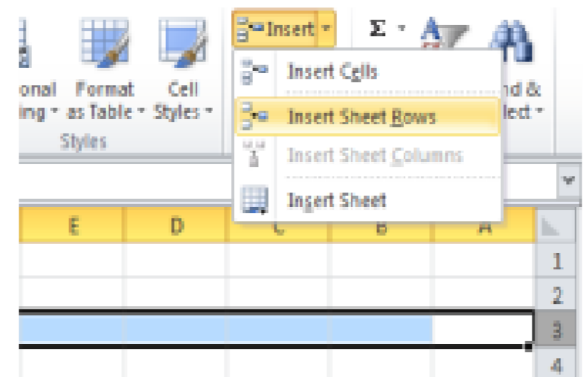 Insert
Σ
onal
ing
Format
as Table
Cell
Styles
Styles
nd &
lect
Insert Cells
Insert Sheet Rows
Insert Sheet Columns
Insert Sheet
E D C B A
1
2
3
4